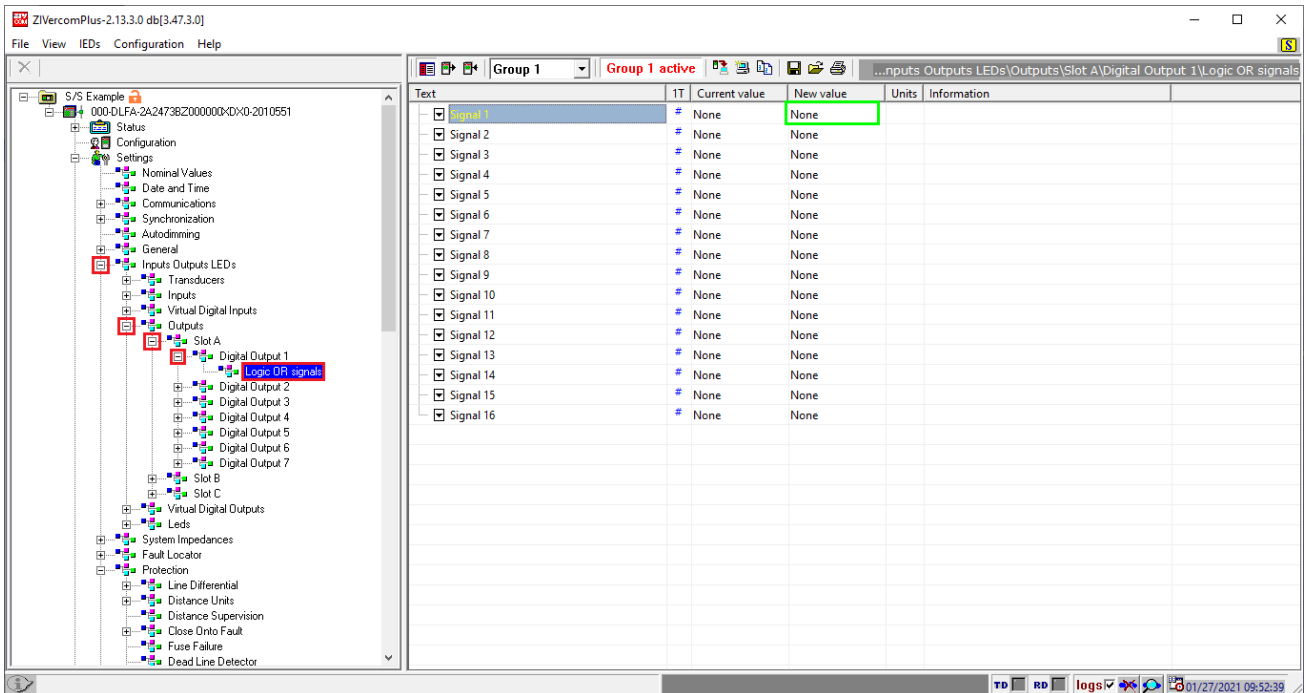 ZIVercomPlus-2.13.3.0 db[3.47.3.0]
File View IEDs Configuration Help
S
Group 1 Group 1 active ...nputs Outputs LEDs\Outputs\Slot A\Digital Output 1\Logic OR signals
S/S Example
000-DLFA-2A2473BZ000000XDX0-2010551
Status
Configuration
Settings
Nominal Values
Date and Time
Communications
Synchronization
Autodimming
General
Inputs Outputs LEDs
Transducers
Inputs
Virtual Digital Inputs
Outputs
Slot A
Digital Output 1
Logic OR signals
Digital Output 2
Digital Output 3
Digital Output 4
Digital Output 5
Digital Output 6
Digital Output 7
Slot B
Slot C
Virtual Digital Outputs
Leds
System Impedances
Fault Locator
Protection
Line Differential
Distance Units
Distance Supervision
Close Onto Fault
Fuse Failure
Dead Line Detector
Text 1T Current value New value Units Information
Signal 1 # None None
Signal 2 # None None
Signal 3 # None None
Signal 4 # None None
Signal 5 # None None
Signal 6 # None None
Signal 7 # None None
Signal 8 # None None
Signal 9 # None None
Signal 10 # None None
Signal 11 # None None
Signal 12 # None None
Signal 13 # None None
Signal 14 # None None
Signal 15 # None None
Signal 16 # None None
TD RD logs 01/27/2021 09:52:39